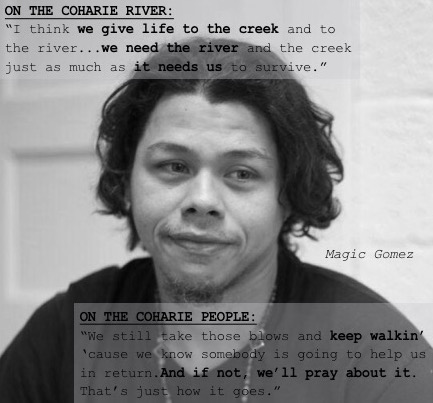 ON THE COHARIE RIVER:
“I think we give life to the creek and to
the river...we need the river and the creek
just as much as it needs us to survive.”
Magic Gomez
ON THE COHARIE PEOPLE:
“We still take those blows and keep walkin’
‘cause we know somebody is going to help us
in return.And if not, we’ll pray about it.
That’s just how it goes.”